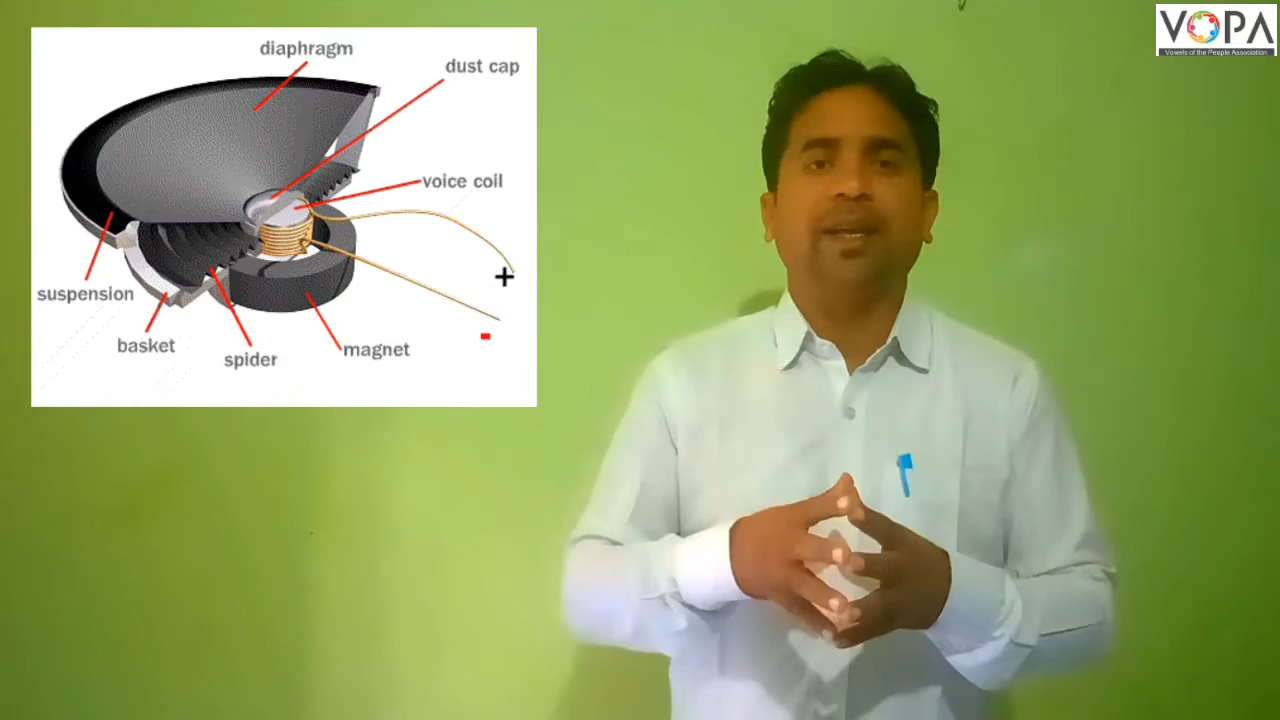 diaphragm
dust cap
voice coil
+
suspension
basket
spider
magnet
-
VOPA
Vowels of the People Association